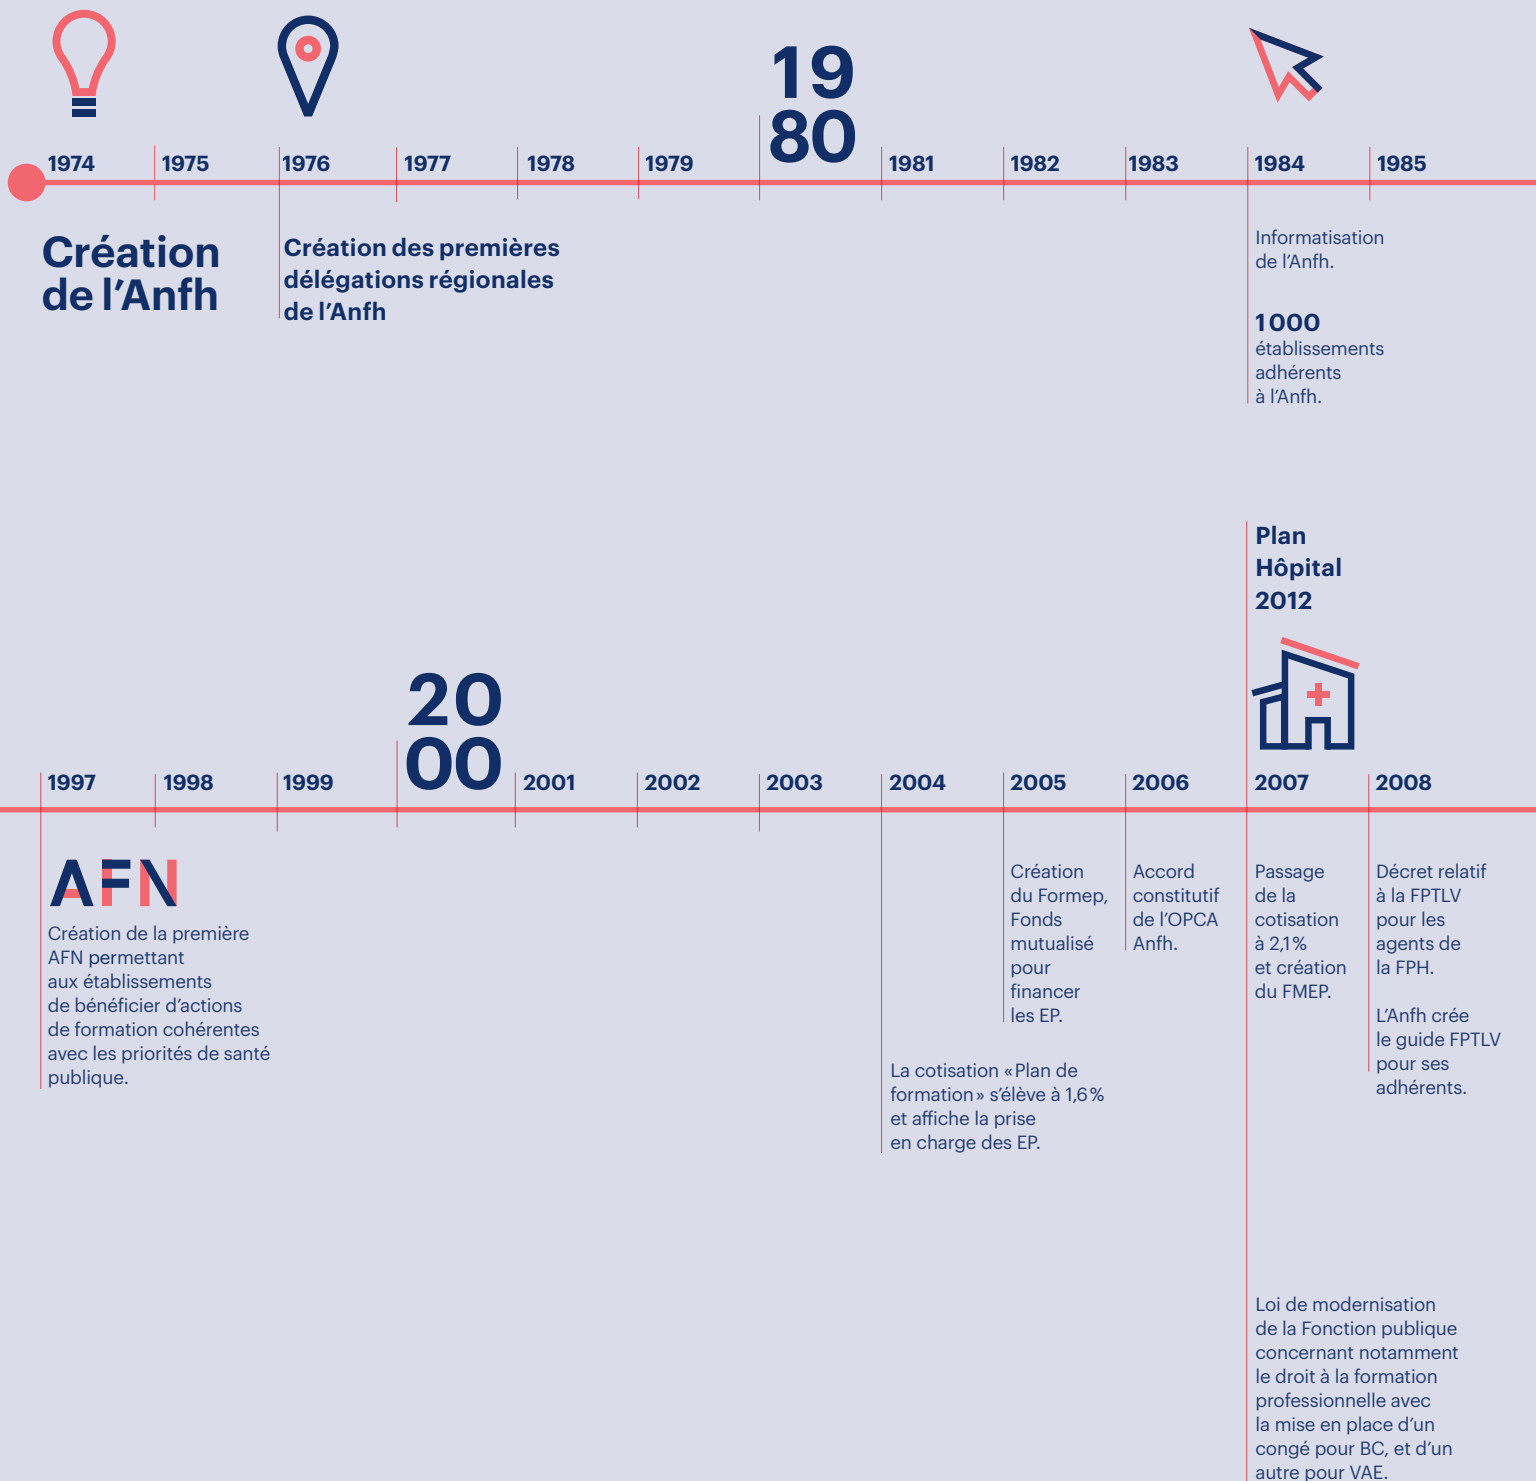 1974
1975
1976
1977
1978
1979
19
80
1981
1982
1983
1984
1985
Création
de l'Anfh
Création des premières
délégations régionales
de l'Anfh
Informatisation
de l'Anfh.
1 000
établissements
adhérents
à l'Anfh.
Plan
Hôpital
2012
1997
1998
1999
20
00
2001
2002
2003
2004
2005
2006
2007
2008
AFN
Création de la première
AFN permettant
aux établissements
de bénéficier d'actions
de formation cohérentes
avec les priorités de santé
publique.
La cotisation «Plan de
formation» s'élève à 1,6%
et affiche la prise
en charge des EP.
Création
du Formep,
Fonds
mutualisé
pour
financer
les EP.
Accord
constitutif
de l'OPCA
Anfh.
Passage
de la
cotisation
à 2,1%
et création
du FMEP.
Loi de modernisation
de la Fonction publique
concernant notamment
le droit à la formation
professionnelle avec
la mise en place d'un
congé pour BC, et d'un
autre pour VAE.
Décret relatif
à la FPTLV
pour les
agents de
la FPH.
L'Anfh crée
le guide FPTLV
pour ses
adhérents.